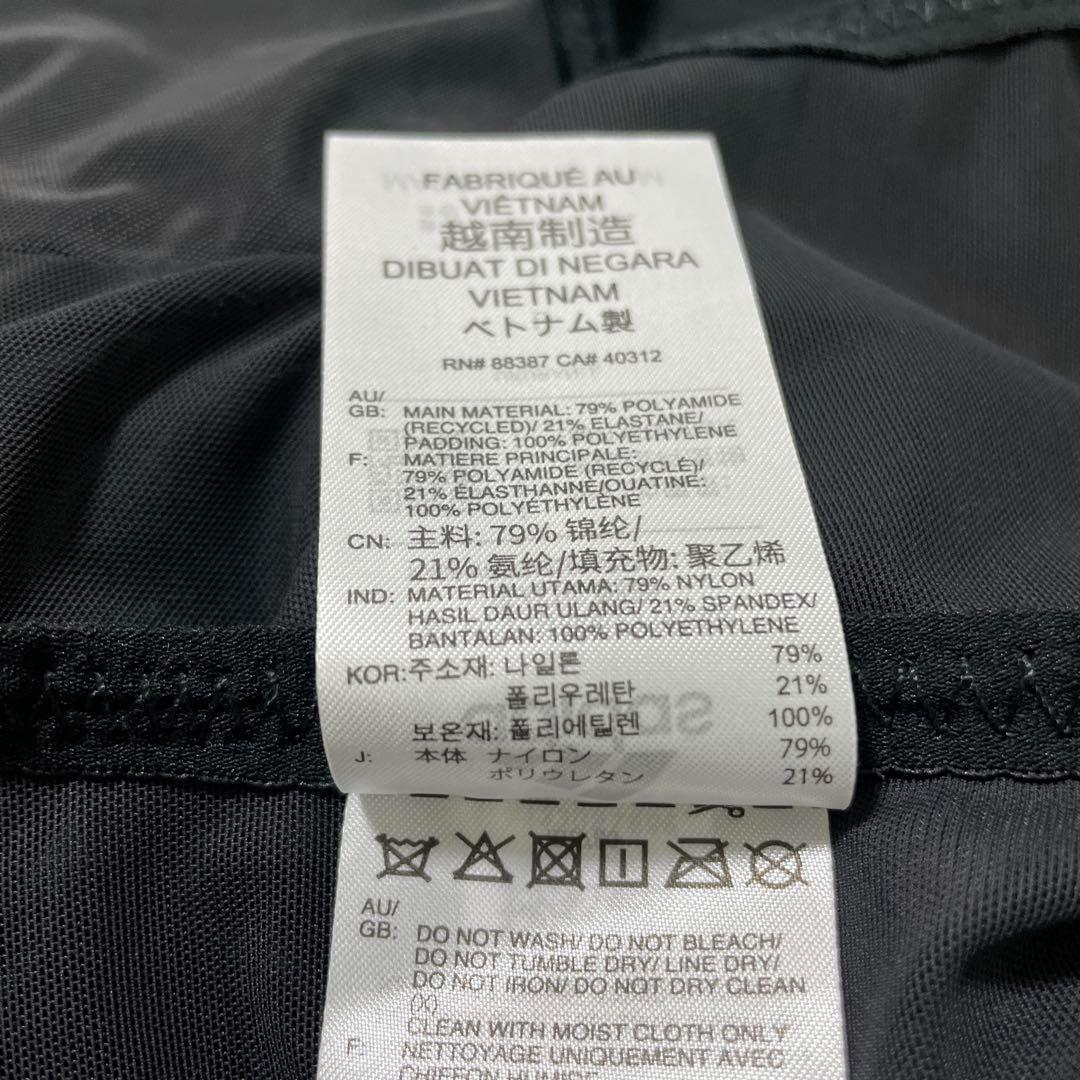 FABRIQUÉ AU
VIÊTNAM
越南制造
DIBUAT DI NEGARA
VIETNAM
ベトナム製
RN# 88387 CA# 40312
AU/
GB: MAIN MATERIAL: 79% POLYAMIDE
(RECYCLED)/ 21% ELASTANE/
PADDING: 100% POLYETHYLENE
F: MATIERE PRINCIPALE:
79% POLYAMIDE (RECYCLÉ)/
21% ÉLASTHANNE/OUATINE:
100% POLYÉTHYLÈNE
CN: 主料: 79% 锦纶/
21% 氨纶/填充物: 聚乙烯
IND: MATERIAL UTAMA: 79% NYLON
HASIL DAUR ULANG/ 21% SPANDEX/
BANTALAN: 100% POLYETHYLENE
KOR: 주소재: 나일론 79%
폴리우레탄 21%
보온재: 폴리에틸렌 100%
J: 本体 ナイロン 79%
ポリウレタン 21%
AU/
GB: DO NOT WASH/ DO NOT BLEACH/
DO NOT TUMBLE DRY/ LINE DRY/
DO NOT IRON/ DO NOT DRY CLEAN
(X)
CLEAN WITH MOIST CLOTH ONLY
F: NETTOYAGE UNIQUEMENT AVEC
CHIFFON HUMIDE